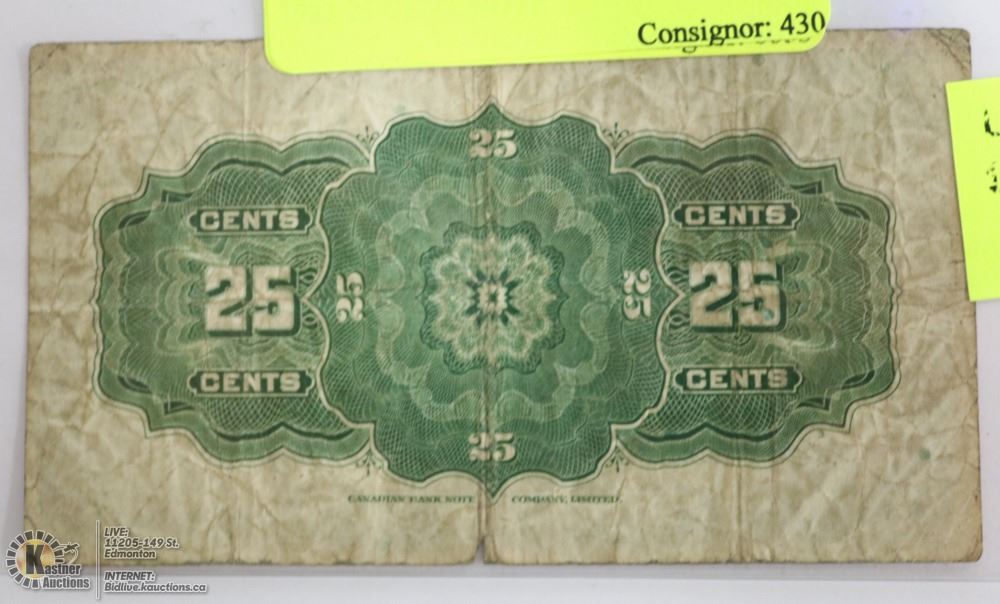 Consignor: 430
25
CENTS
CENTS
25
25
25
25
CENTS
CENTS
25
CANADIAN BANK NOTE COMPANY, LIMITED.
Kastner
Auctions
LIVE:
11205-149 St.
Edmonton
INTERNET:
Bidlive.kauctions.ca